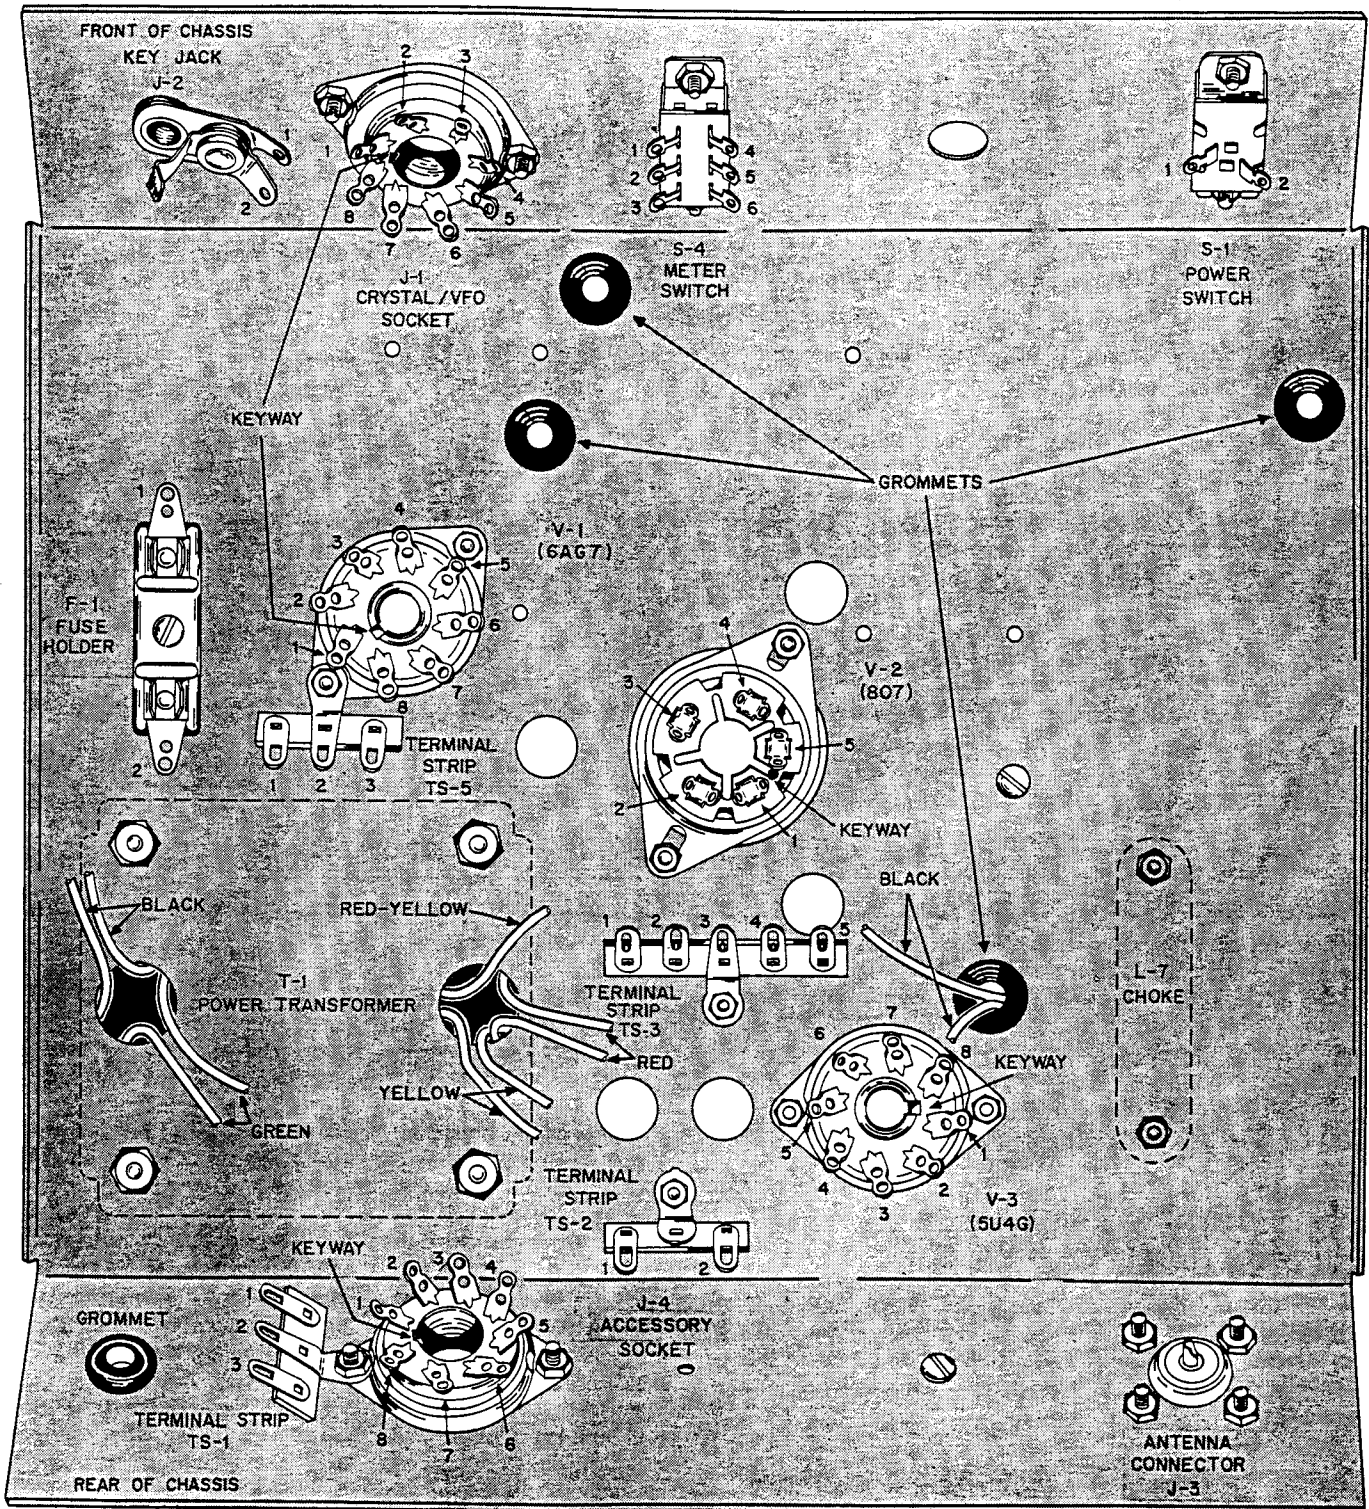 FRONT OF CHASSIS
KEY JACK
J-2
1
2
2
3
1
4
5
6
7
8
J-1
CRYSTAL/VFO
SOCKET
1
2
3
4
5
6
S-4
METER
SWITCH
1
2
S-1
POWER
SWITCH
KEYWAY
GROMMETS
1
2
F-1
FUSE
HOLDER
4
3
5
2
6
1
7
8
V-1
(6AG7)
1 2 3
TERMINAL
STRIP
TS-5
4
3
5
2
1
V-2
(807)
KEYWAY
BLACK
RED-YELLOW
T-1
POWER TRANSFORMER
YELLOW
GREEN
RED
1 2 3 4 5
TERMINAL
STRIP
TS-3
BLACK
L-7
CHOKE
7
6
8
KEYWAY
5
1
4
2
3
V-3
(5U4G)
TERMINAL
STRIP
TS-2
1
2
KEYWAY
2
3
4
1
5
8
7
6
J-4
ACCESSORY
SOCKET
GROMMET
1
2
3
TERMINAL STRIP
TS-1
ANTENNA
CONNECTOR
J-3
REAR OF CHASSIS